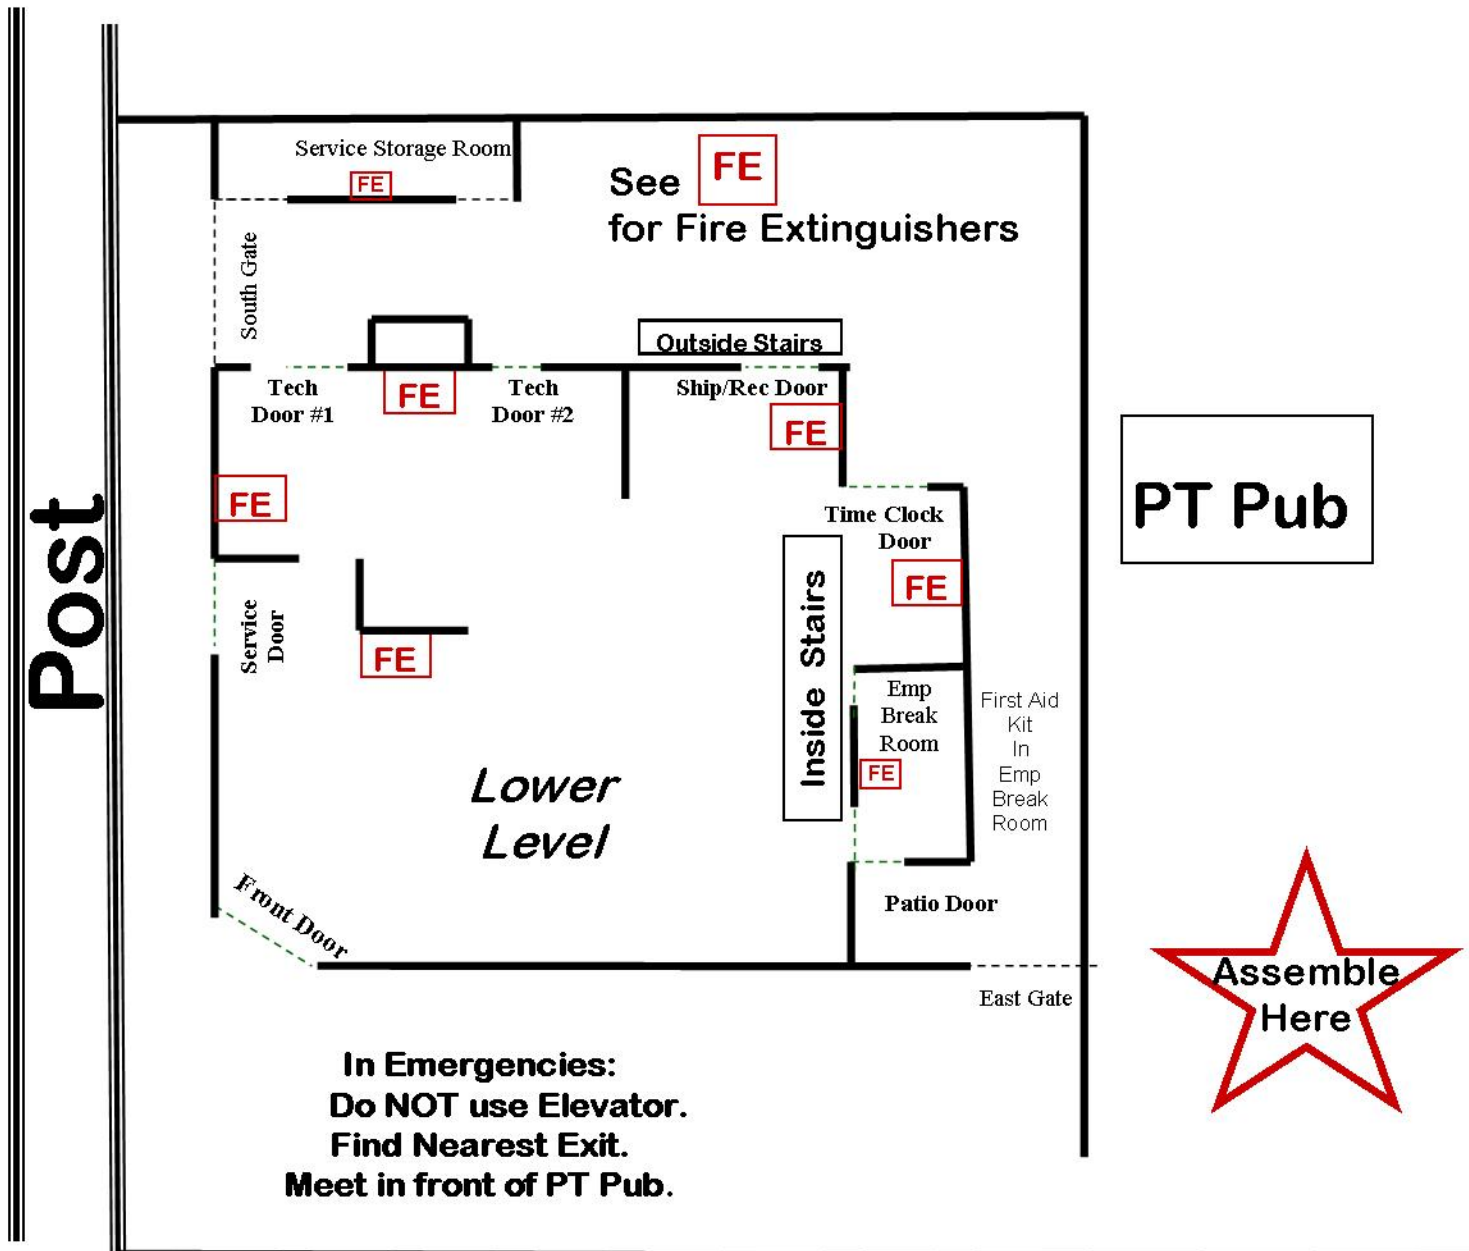 Service Storage Room
FE
See FE
for Fire Extinguishers
South Gate
Outside Stairs
Tech
Door #1
FE
Tech
Door #2
Ship/Rec Door
FE
FE
Post
PT Pub
Time Clock
Door
FE
Service
Door
FE
Inside Stairs
Emp
Break
Room
FE
First Aid
Kit
In
Emp
Break
Room
Lower
Level
Front Door
Patio Door
East Gate
Assemble
Here
In Emergencies:
Do NOT use Elevator.
Find Nearest Exit.
Meet in front of PT Pub.